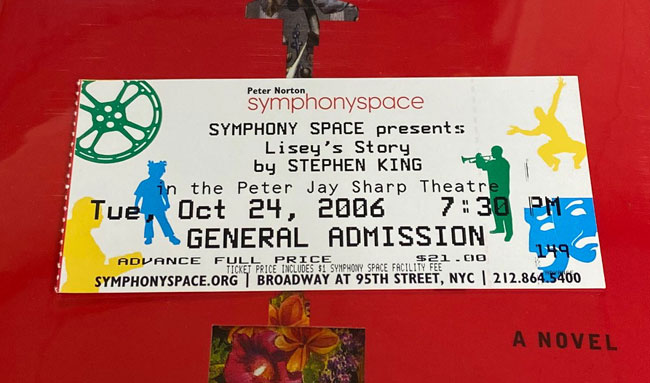 Peter Norton
symphonyspace
SYMPHONY SPACE presents
Lisey's Story
by STEPHEN KING
in the Peter Jay Sharp Theatre
Tue, Oct 24, 2006 7:30 PM
GENERAL ADMISSION
149
ADVANCE FULL PRICE $21.00
TICKET PRICE INCLUDES $1 SYMPHONY SPACE FACILITY FEE
SYMPHONYSPACE.ORG | BROADWAY AT 95TH STREET, NYC | 212.864.5400
A NOVEL